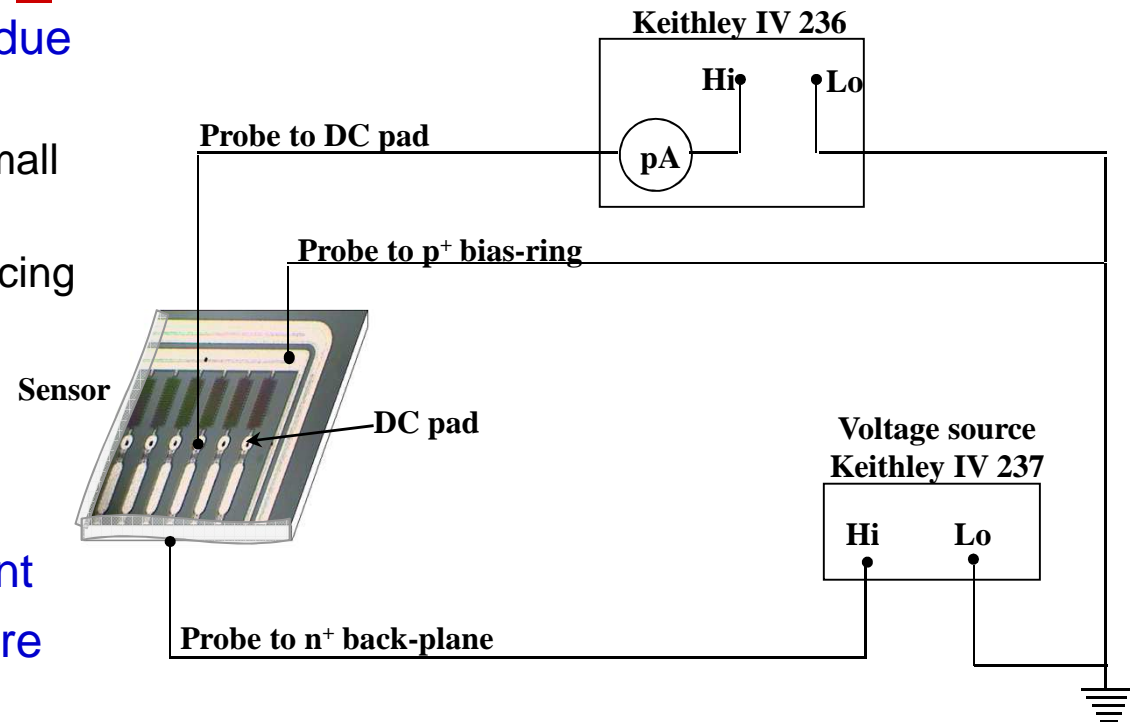 due
mall
cing
nt
re
Keithley IV 236
Hi
Lo
pA
Probe to DC pad
Probe to p⁺ bias-ring
Sensor
DC pad
Voltage source
Keithley IV 237
Hi
Lo
Probe to n⁺ back-plane